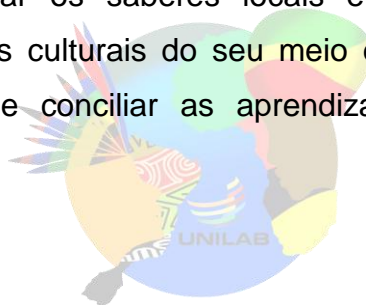 ar os saberes locais e
s culturais do seu meio
e conciliar as aprendiza
UNILAB